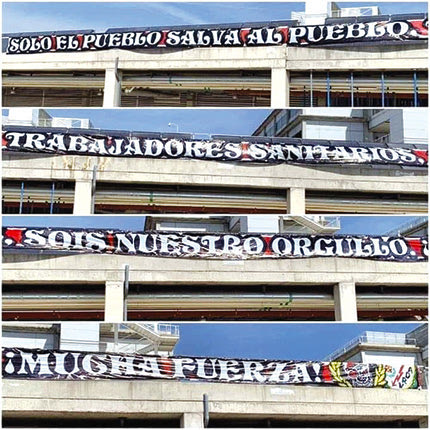 SOLO EL PUEBLO SALVA AL PUEBLO.
TRABAJADORES SANITARIOS,
SOIS NUESTRO ORGULLO.
¡MUCHA FUERZA!